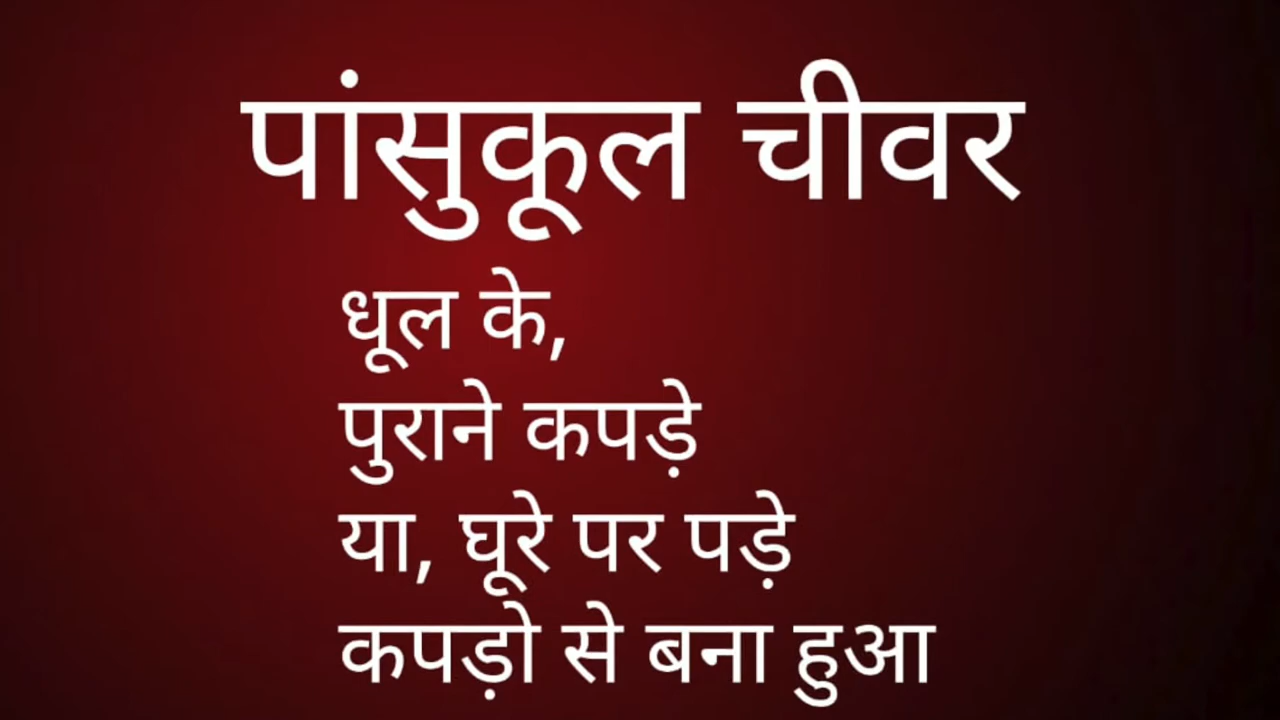 पांसुकूल चीवर
धूल के,
पुराने कपड़े
या, घूरे पर पड़े
कपड़ो से बना हुआ